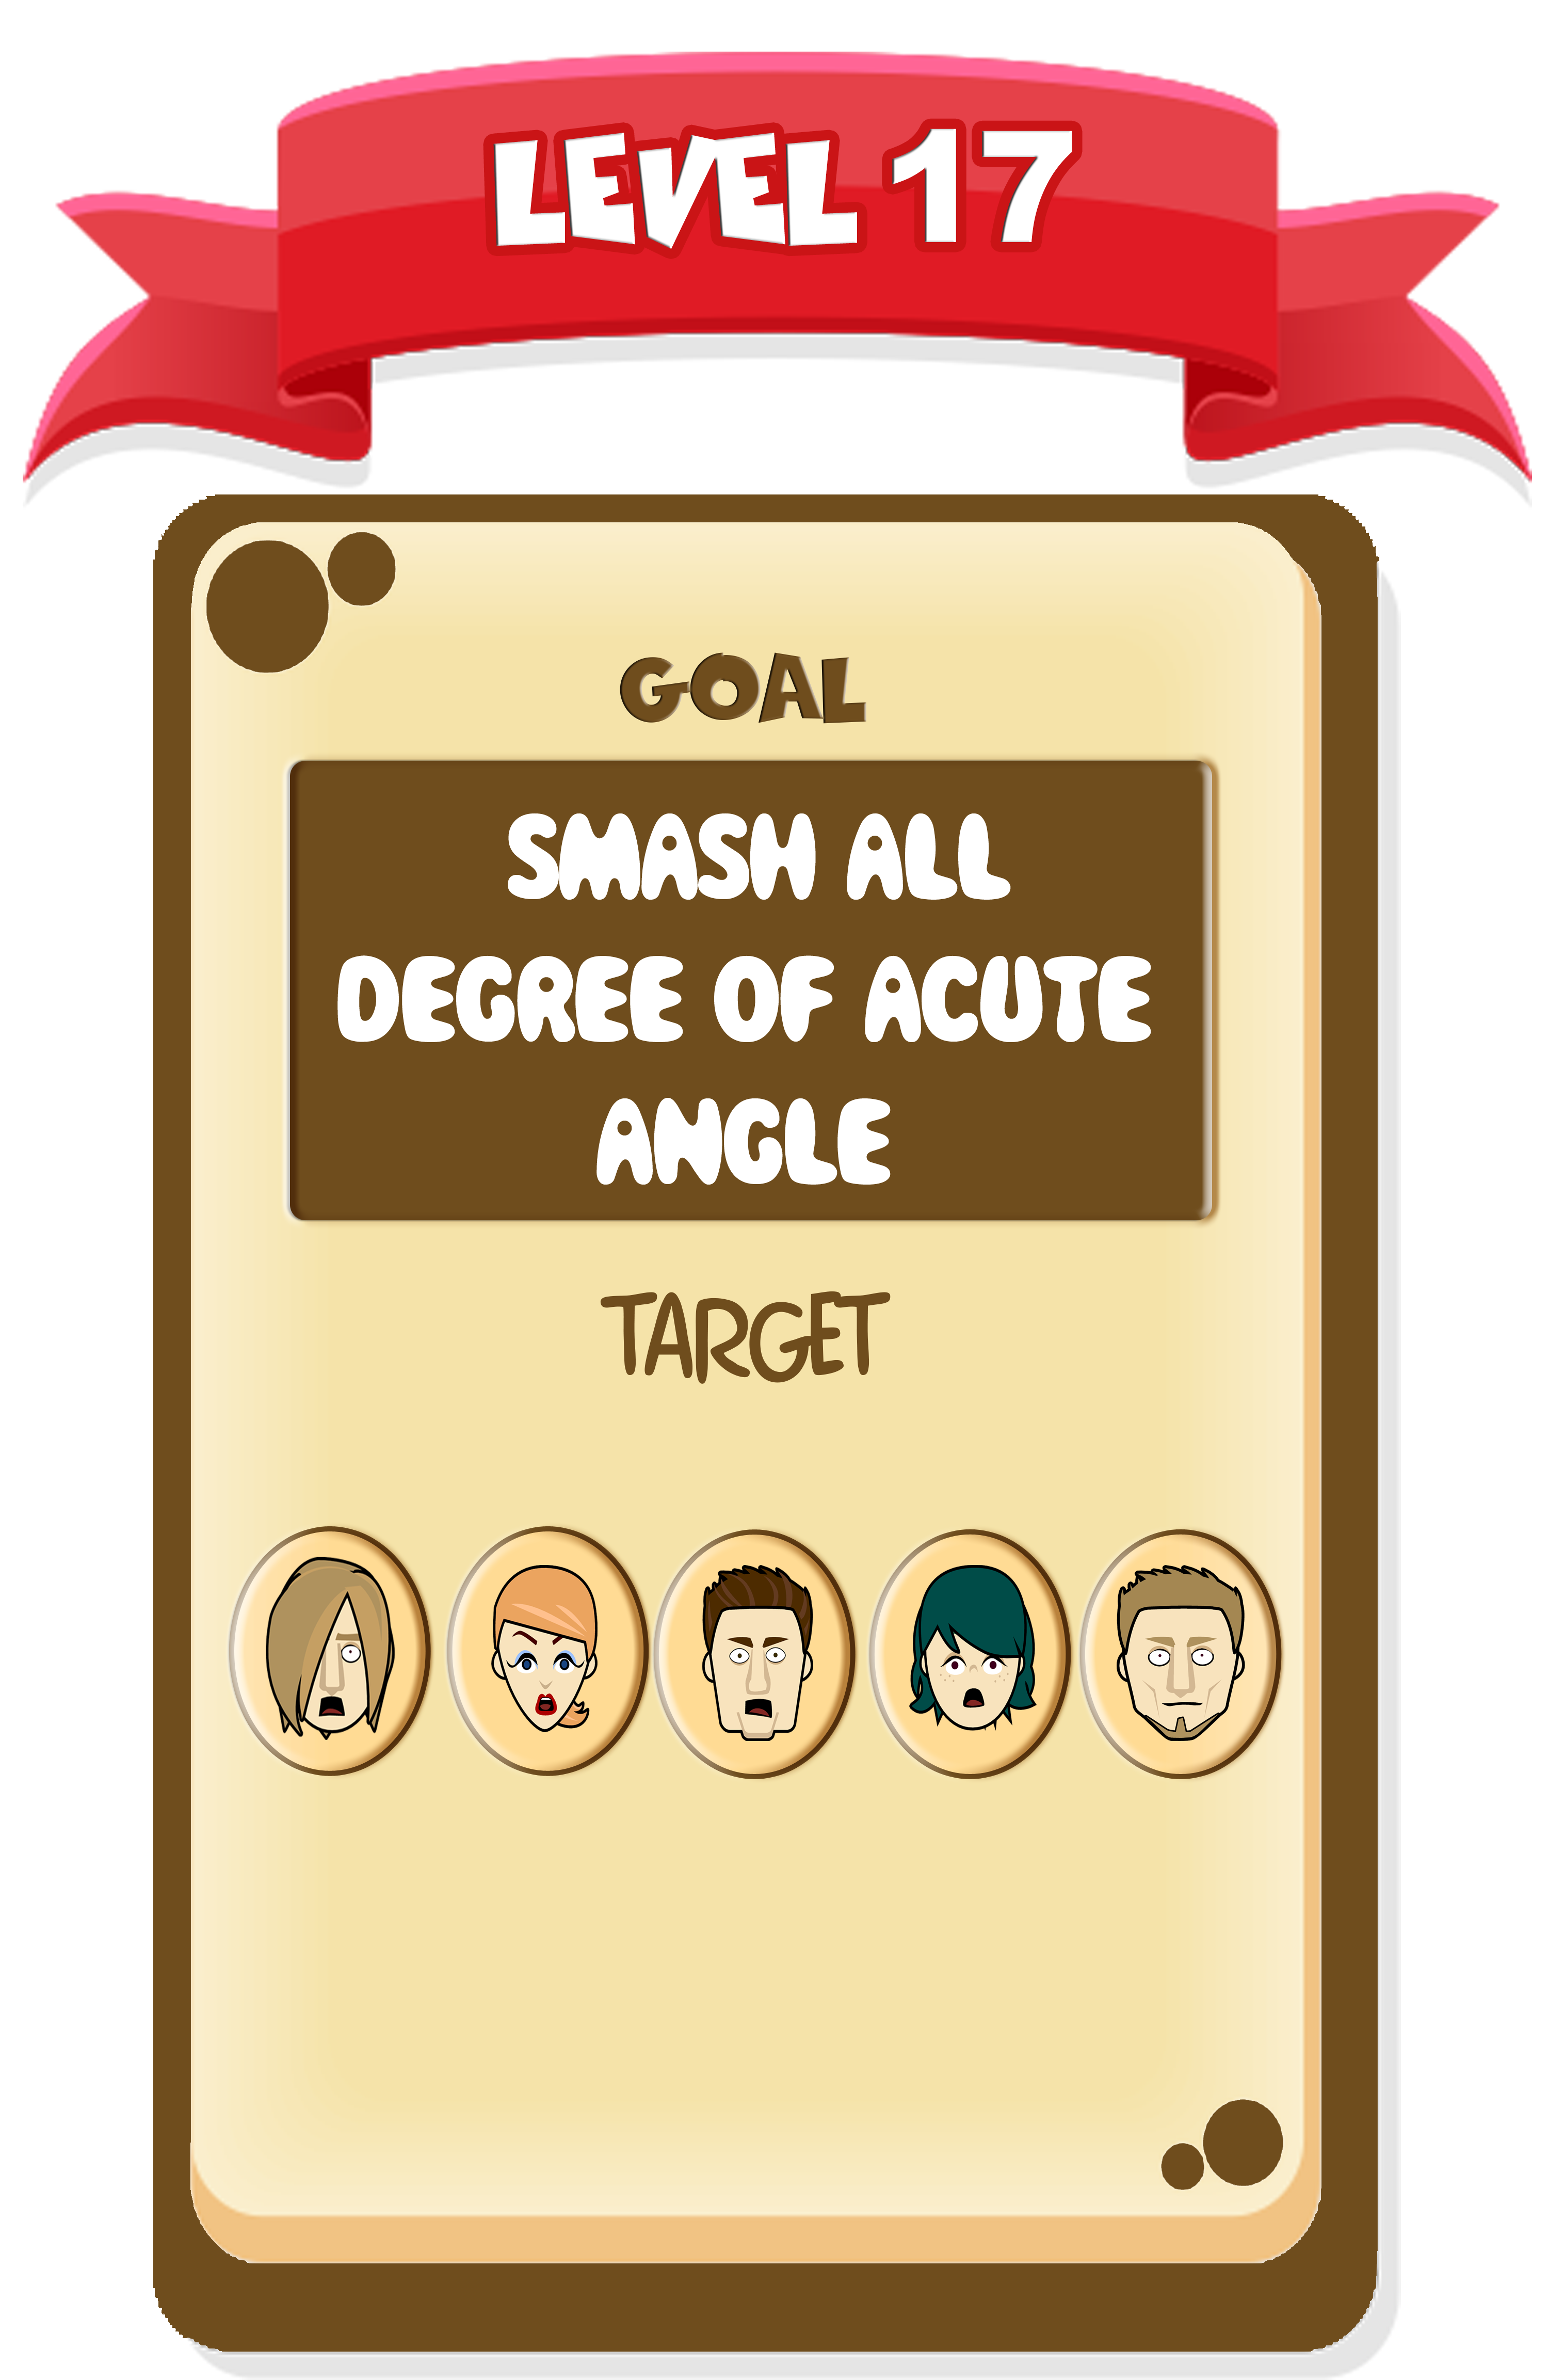 LEVEL 17
GOAL
SMASH ALL
DEGREE OF ACUTE
ANGLE
TARGET